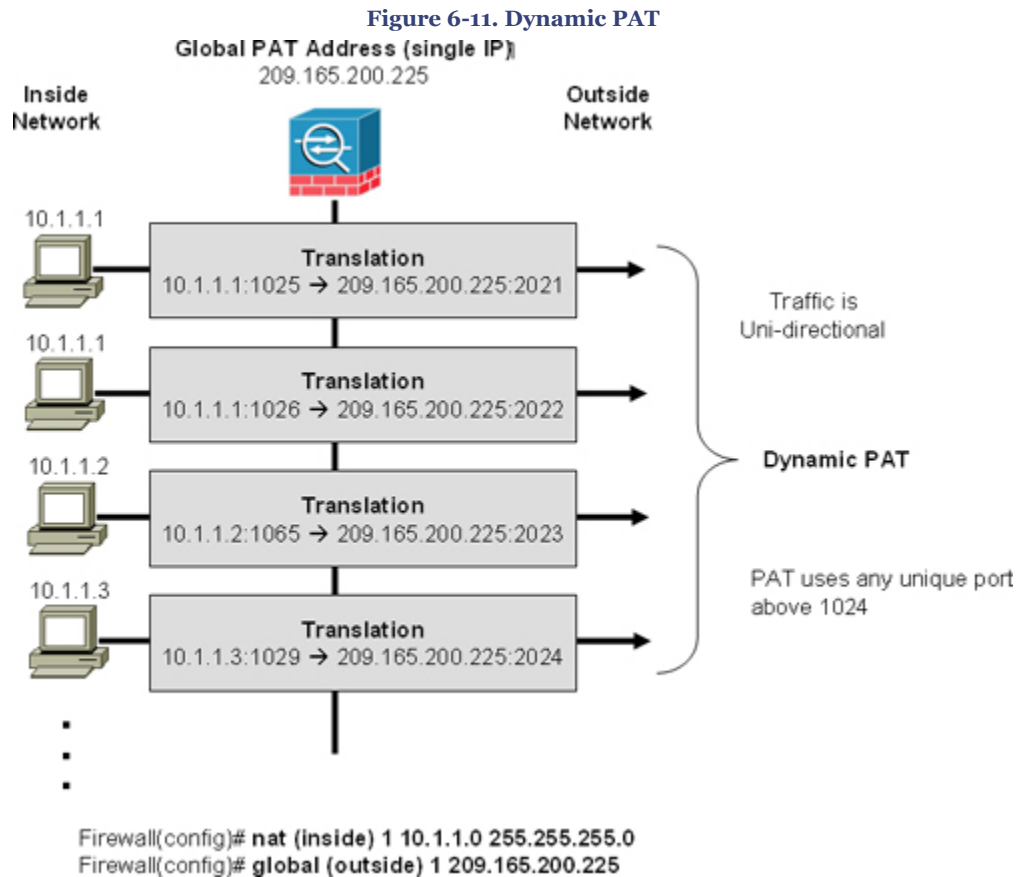 Figure 6-11. Dynamic PAT
Global PAT Address (single IP)
209.165.200.225
Inside
Network
Outside
Network
10.1.1.1
Translation
10.1.1.1:1025 → 209.165.200.225:2021
Traffic is
Uni-directional
10.1.1.1
Translation
10.1.1.1:1026 → 209.165.200.225:2022
10.1.1.2
Translation
10.1.1.2:1065 → 209.165.200.225:2023
Dynamic PAT
10.1.1.3
Translation
10.1.1.3:1029 → 209.165.200.225:2024
PAT uses any unique port
above 1024
Firewall(config)# nat (inside) 1 10.1.1.0 255.255.255.0
Firewall(config)# global (outside) 1 209.165.200.225